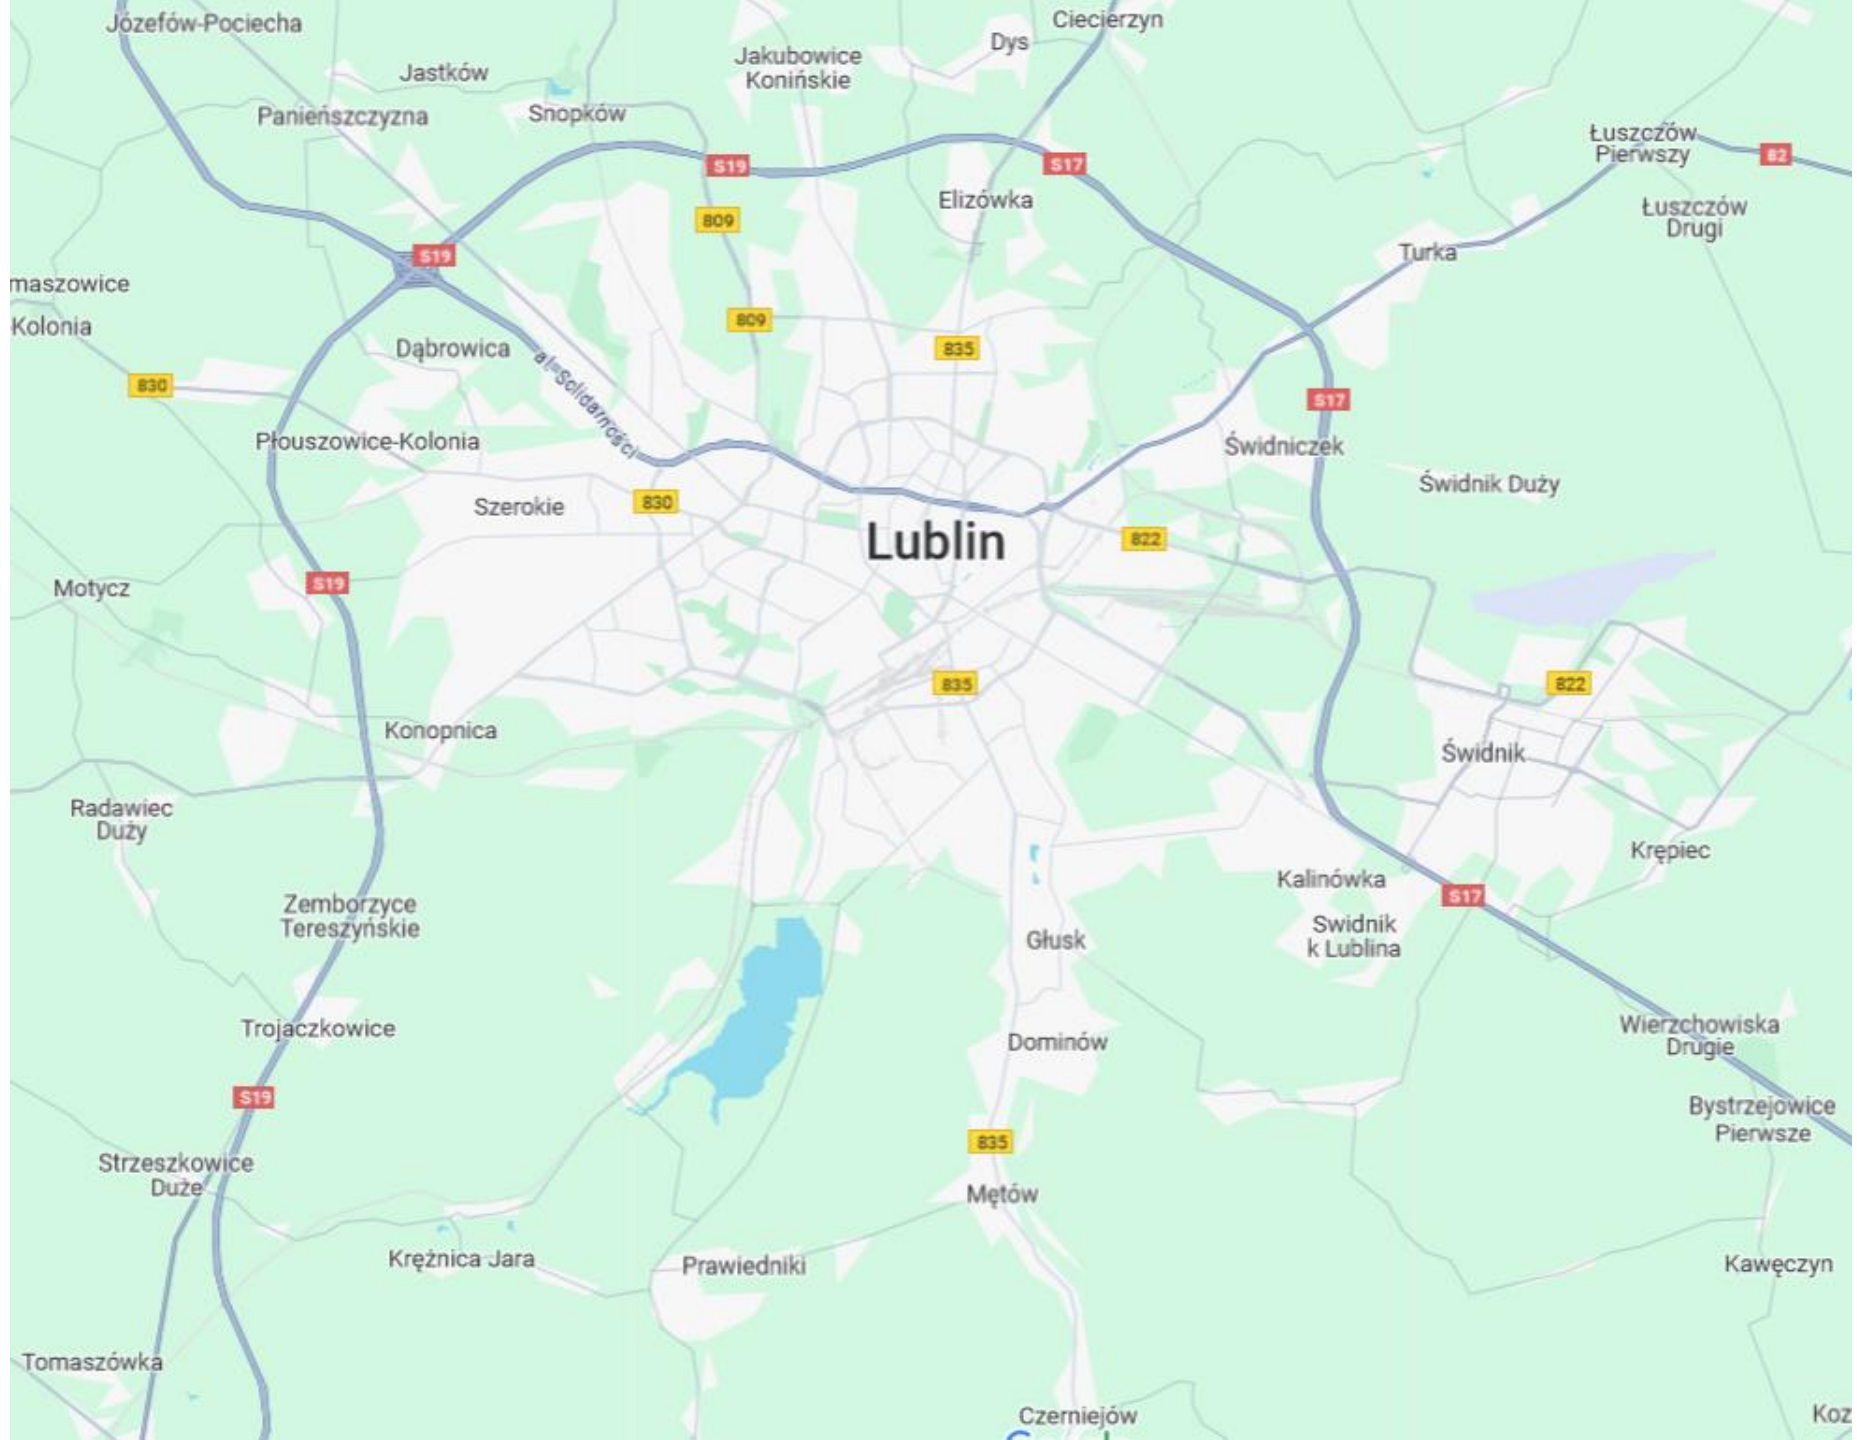 Józefów-Pociecha
Ciecierzyn
Dys
Jakubowice
Konińskie
Jastków
Panieńszczyzna
Snopków
Łuszczów
Pierwszy
82
S19
S17
Elizówka
809
Łuszczów
Drugi
Turka
S19
maszowice
-Kolonia
809
835
Dąbrowica
al. Solidarności
830
S17
Płouszowice-Kolonia
Świdniczek
Świdnik Duży
Szerokie
830
Lublin
822
Motycz
S19
835
822
Konopnica
Świdnik
Radawiec
Duży
Krępiec
Kalinówka
S17
Zemborzyce
Tereszyńskie
Swidnik
k Lublina
Głusk
Trojaczkowice
Dominów
Wierzchowiska
Drugie
S19
Bystrzejowice
Pierwsze
835
Strzeszkowice
Duże
Mętów
Krężnica Jara
Prawiedniki
Kawęczyn
Tomaszówka
Czerniejów
Koz